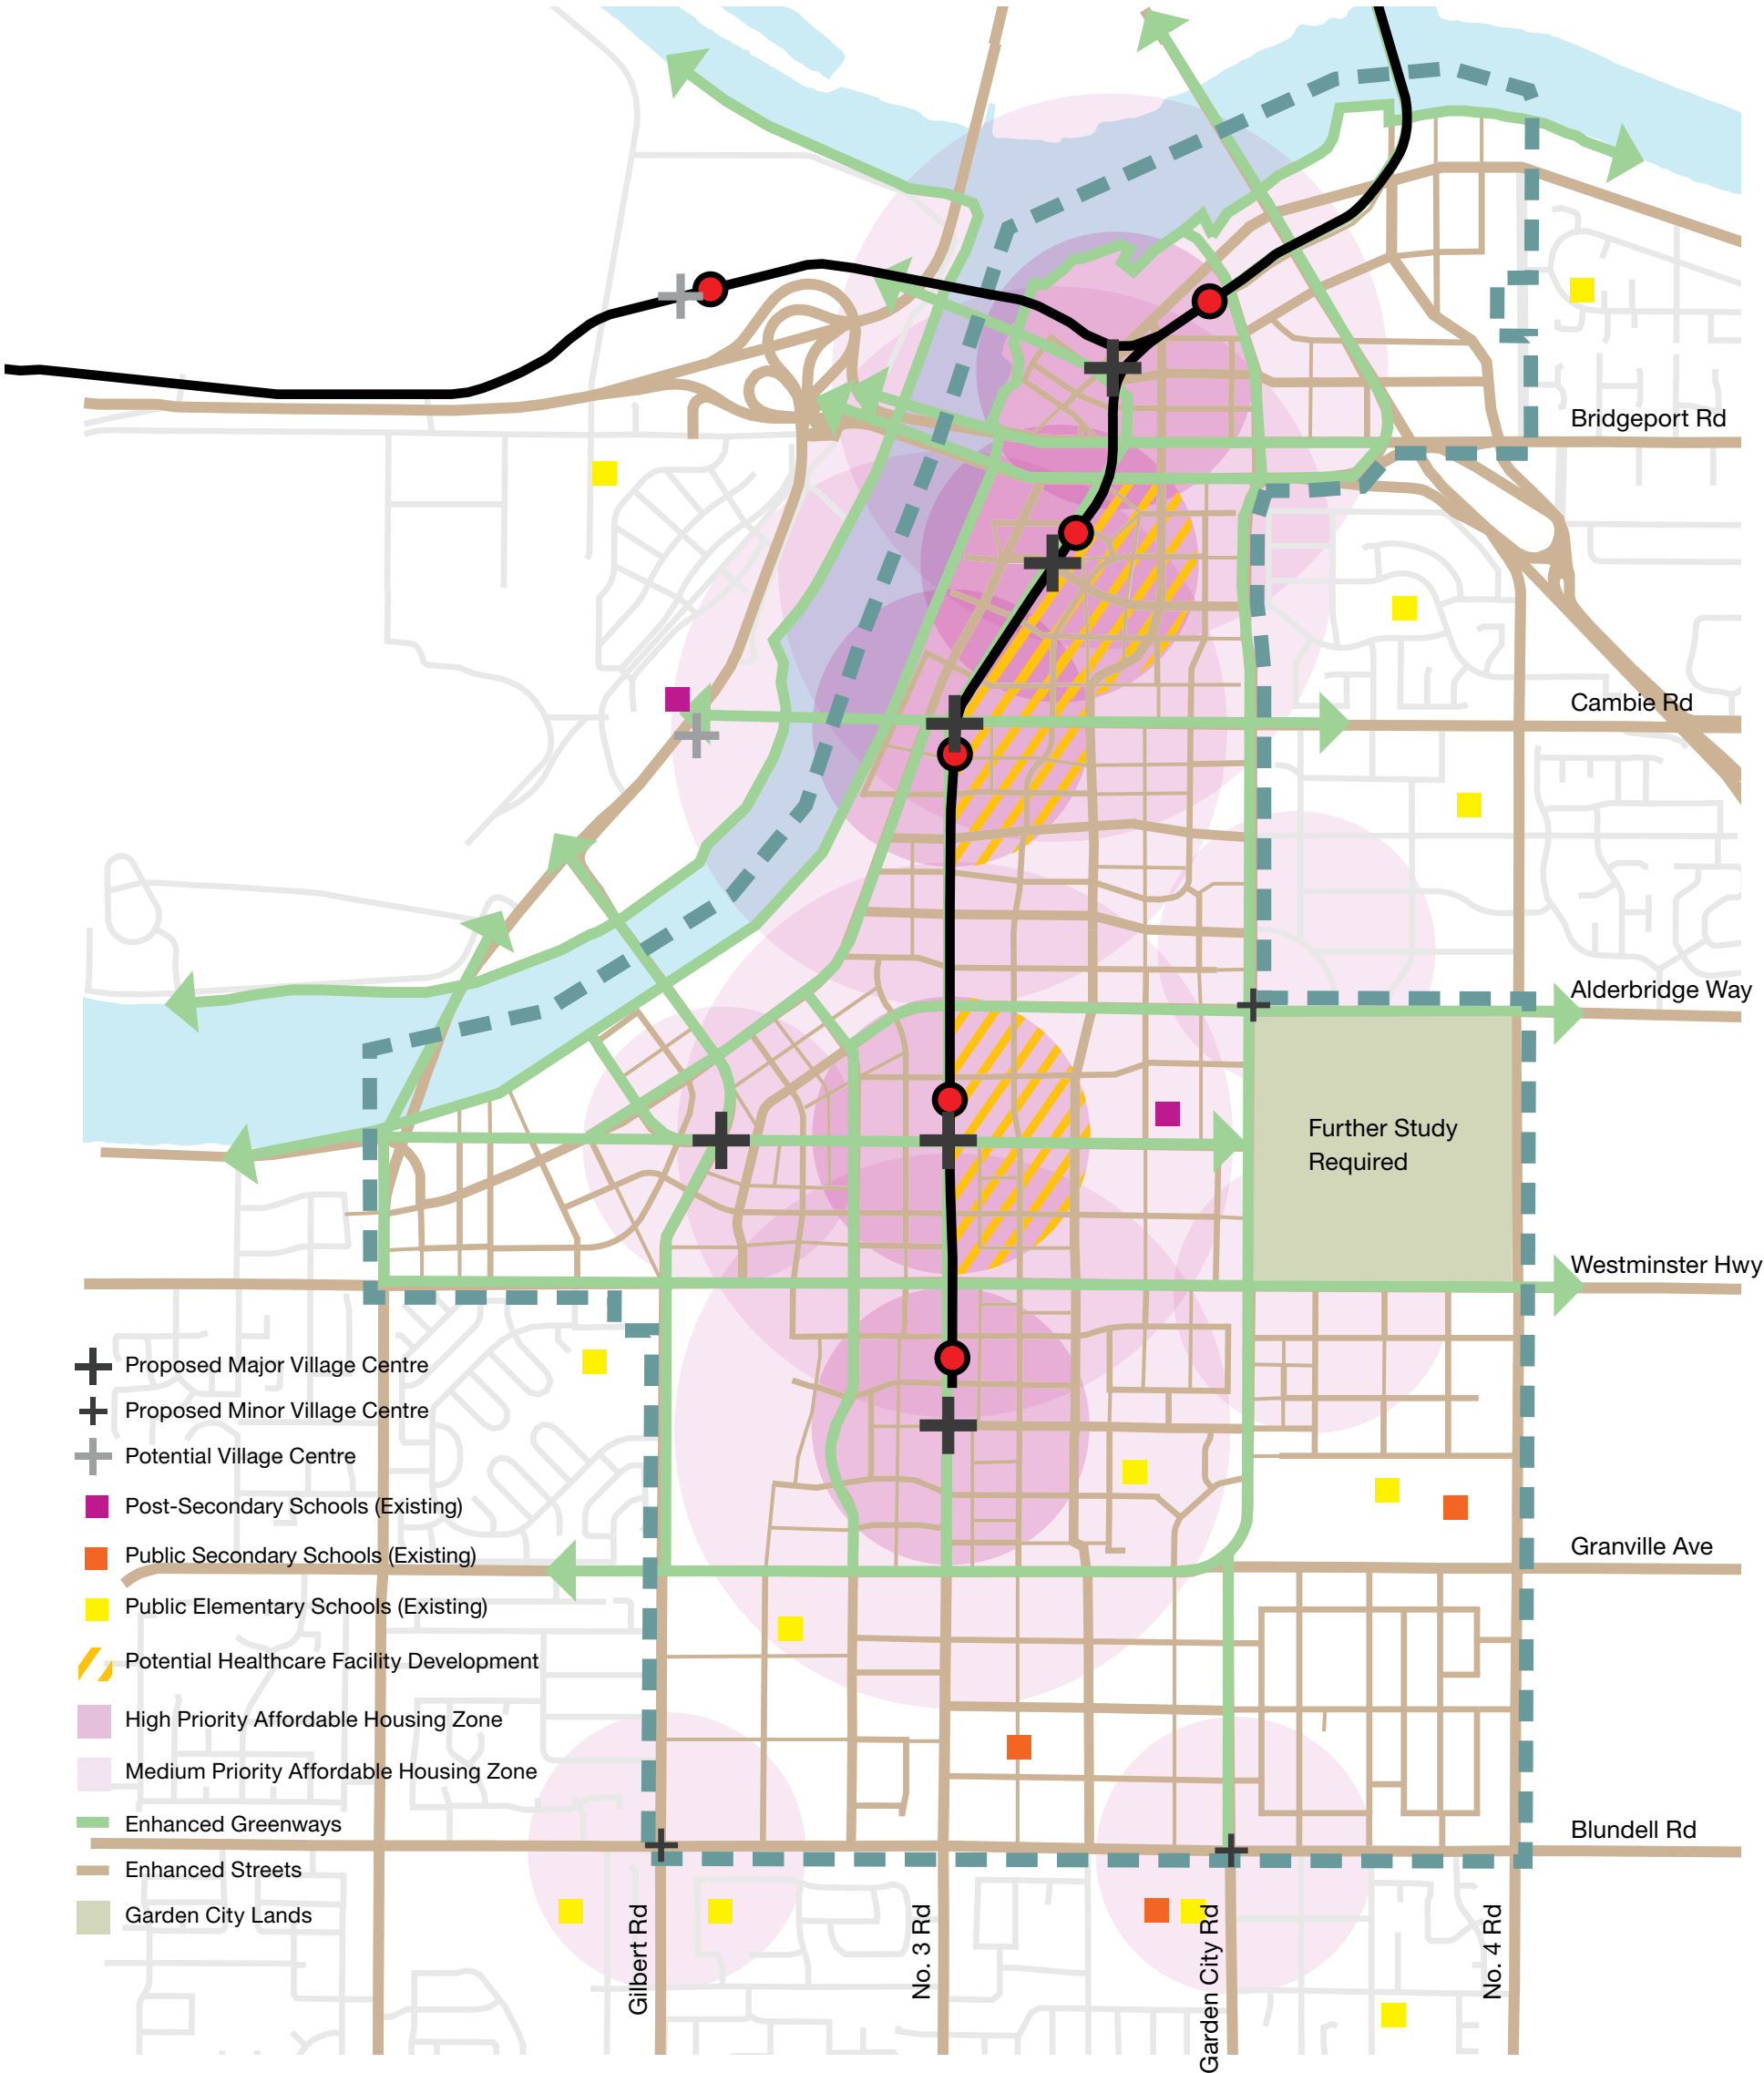 Bridgeport Rd
Cambie Rd
Alderbridge Way
Further Study
Required
Westminster Hwy
Proposed Major Village Centre
Proposed Minor Village Centre
Potential Village Centre
Post-Secondary Schools (Existing)
Public Secondary Schools (Existing)
Public Elementary Schools (Existing)
Potential Healthcare Facility Development
High Priority Affordable Housing Zone
Medium Priority Affordable Housing Zone
Enhanced Greenways
Enhanced Streets
Garden City Lands
Granville Ave
Blundell Rd
Gilbert Rd
No. 3 Rd
Garden City Rd
No. 4 Rd